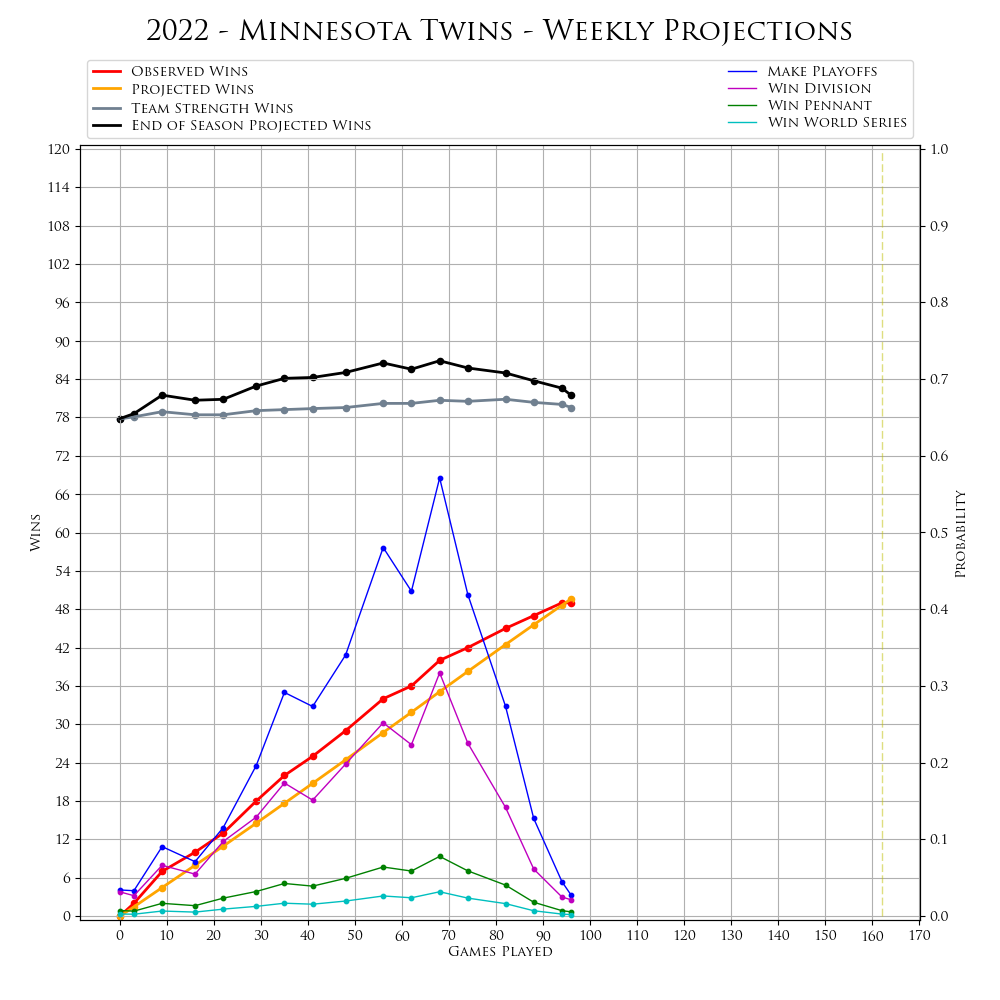 2022 - Minnesota Twins - Weekly Projections
Observed Wins
Projected Wins
Team Strength Wins
End of Season Projected Wins
Make Playoffs
Win Division
Win Pennant
Win World Series
120
114
108
102
96
90
84
78
72
66
60
54
48
42
36
30
24
18
12
6
0
Wins
1.0
0.9
0.8
0.7
0.6
0.5
0.4
0.3
0.2
0.1
0.0
Probability
0 10 20 30 40 50 60 70 80 90 100 110 120 130 140 150 160 170
Games Played